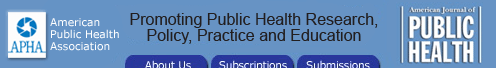 APHA
American
Public Health
Association
Promoting Public Health Research,
Policy, Practice and Education
American Journal of
PUBLIC
HEALTH
About Us
Subscriptions
Submissions